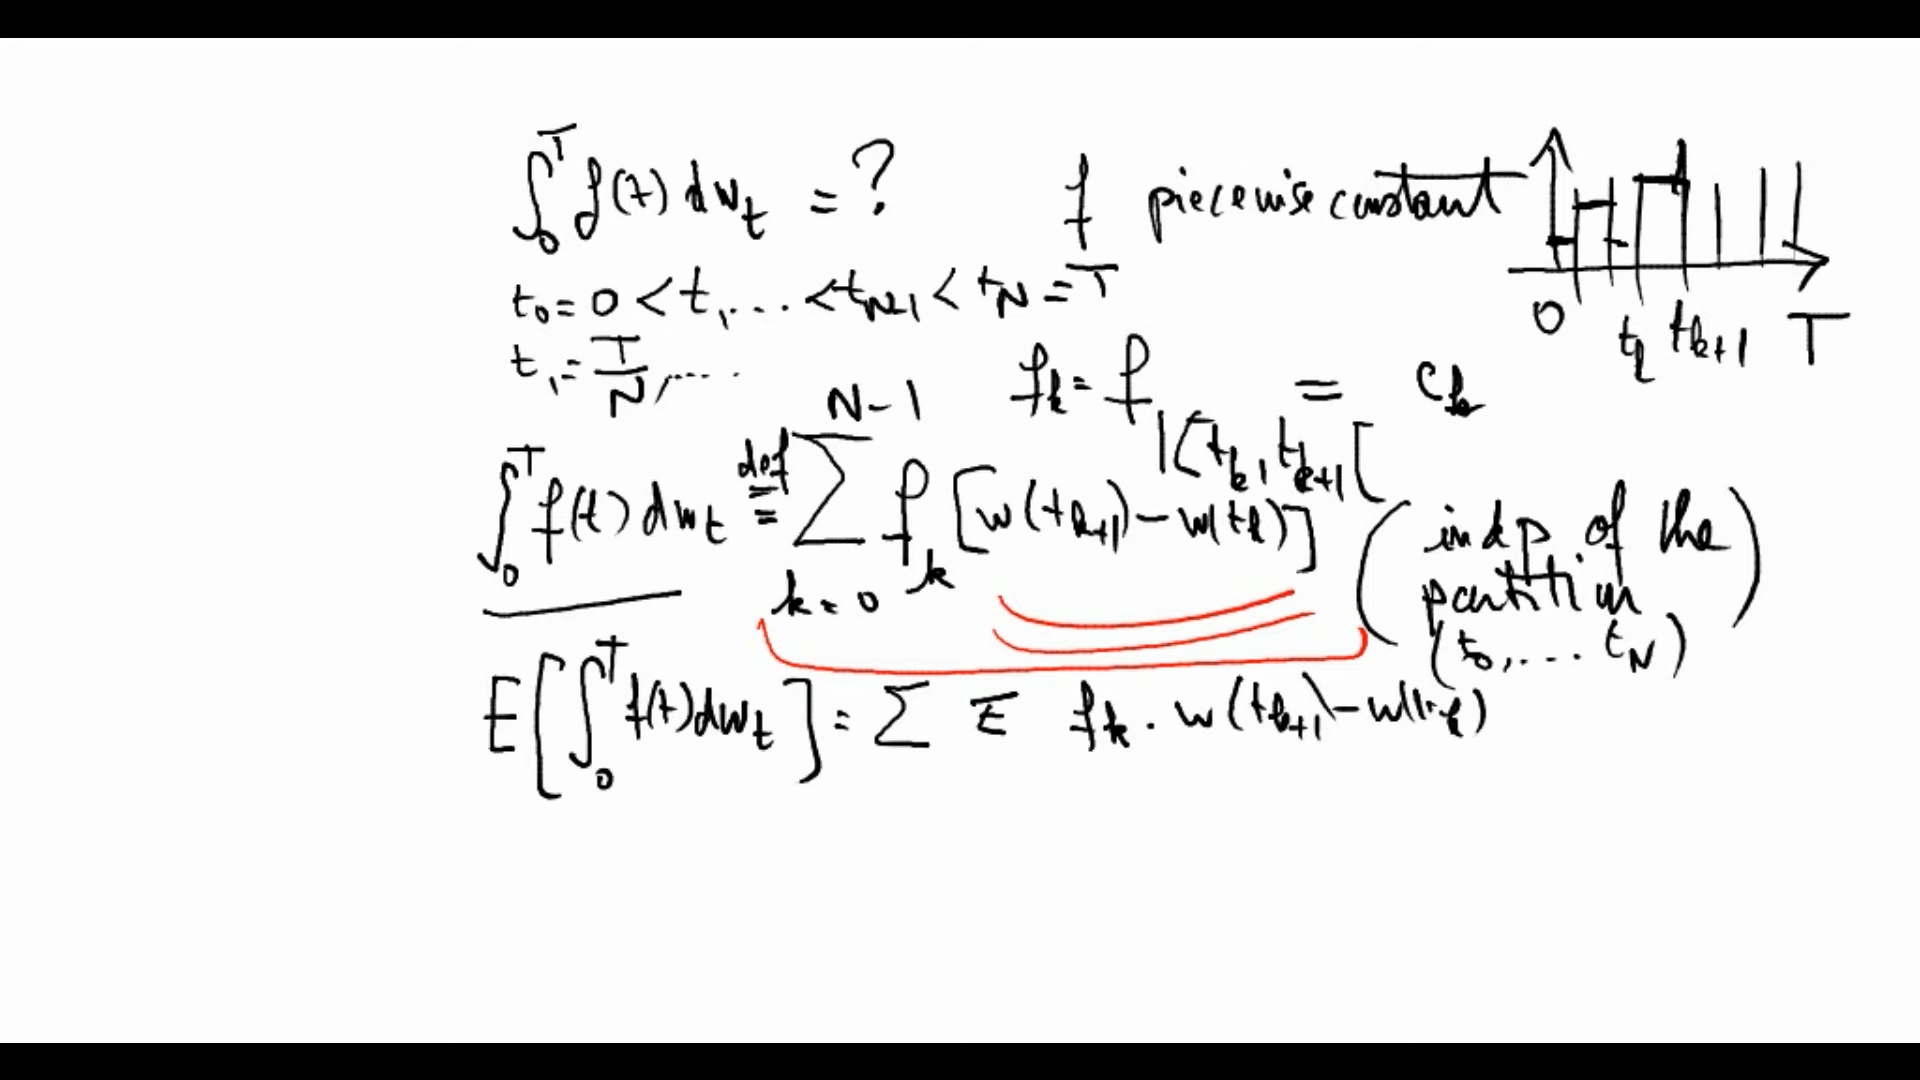 ∫₀ᵀ f(t) dw_t = ? f piecewise constant
t₀ = 0 < t₁ ... < t_{N-1} < t_N = T
0 t_k t_{k+1} T
t₁ = T/N, ....
f_k = f|[t_k, t_{k+1}[ = c_k
∫₀ᵀ f(t) dw_t def= ∑_{k=0}^{N-1} f_k [w(t_{k+1}) - w(t_k)] (indp. of the
partition
(t₀, ... t_N))
E[∫₀ᵀ f(t) dw_t] = ∑ E f_k . w(t_{k+1}) - w(t_k)